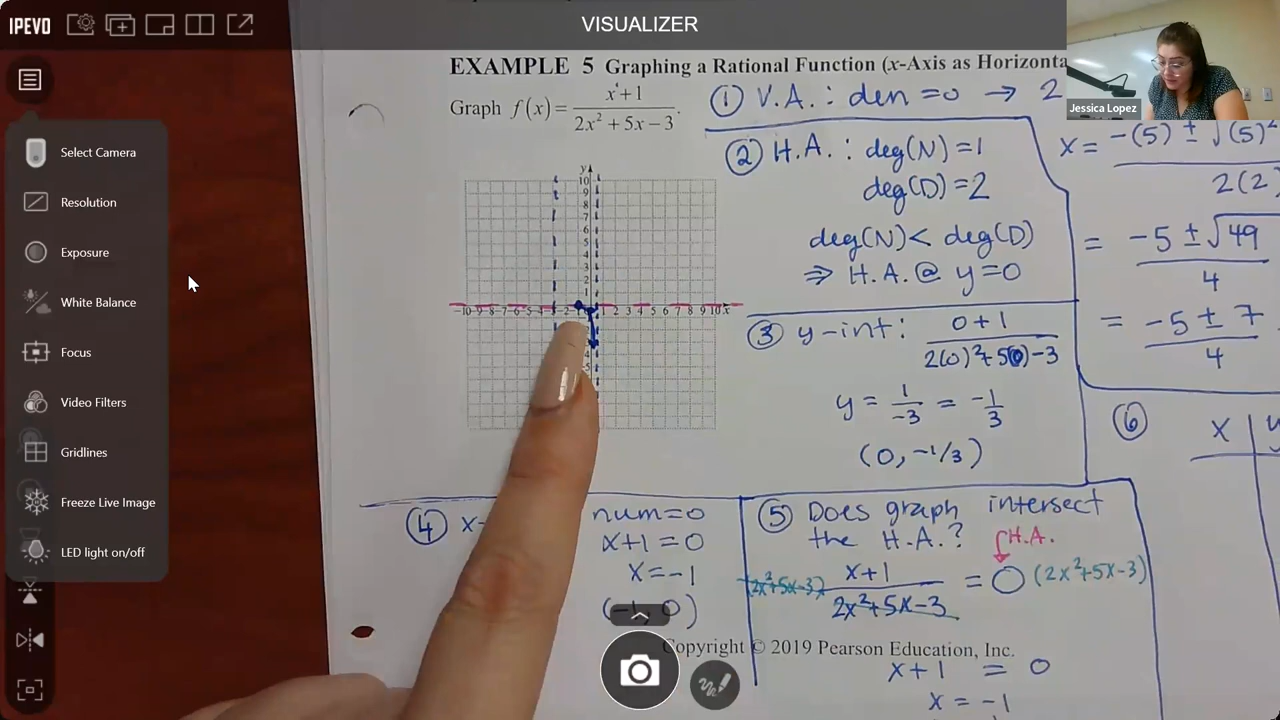 IPEVO
VISUALIZER
Select Camera
Resolution
Exposure
White Balance
Focus
Video Filters
Gridlines
Freeze Live Image
LED light on/off
Jessica Lopez
EXAMPLE 5 Graphing a Rational Function (x-Axis as Horizonta
Graph f(x) = x + 1 / 2x² + 5x − 3 .
① V.A. : den = 0 → 2
② H.A. : deg(N) = 1
deg(D) = 2
deg(N) < deg(D)
⇒ H.A. @ y = 0
x = −(5) ± √(5)²
2(2)
= −5 ± √49
4
= −5 ± 7
4
③ y-int : 0 + 1 / 2(0)² + 5(0) − 3
y = 1/−3 = −1/3
(0, −1/3)
④ x-
num = 0
x + 1 = 0
x = −1
(−1, 0)
⑤ Does graph intersect
the H.A.?
H.A.
(2x²+5x−3) x + 1 / 2x² + 5x − 3 = 0 (2x²+5x−3)
x + 1 = 0
x = −1
⑥
x y
Copyright © 2019 Pearson Education, Inc.